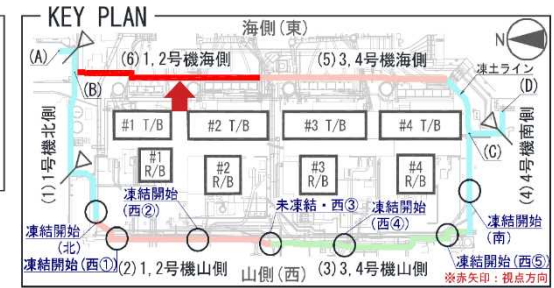 KEY PLAN
海側(東)
N
(A)
(6)1,2号機海側
(5)3,4号機海側
凍土ライン
(B)
(D)
(1)1号機北側
#1 T/B
#2 T/B
#3 T/B
#4 T/B
(C)
(4)4号機南側
#1
R/B
#2
R/B
#3
R/B
#4
R/B
凍結開始
(西②)
未凍結・西③
凍結開始
(西④)
凍結開始
(北)
凍結開始
(南)
凍結開始(西①)
(2)1,2号機山側
山側(西)
(3)3,4号機山側
凍結開始(西⑤)
※赤矢印:視点方向